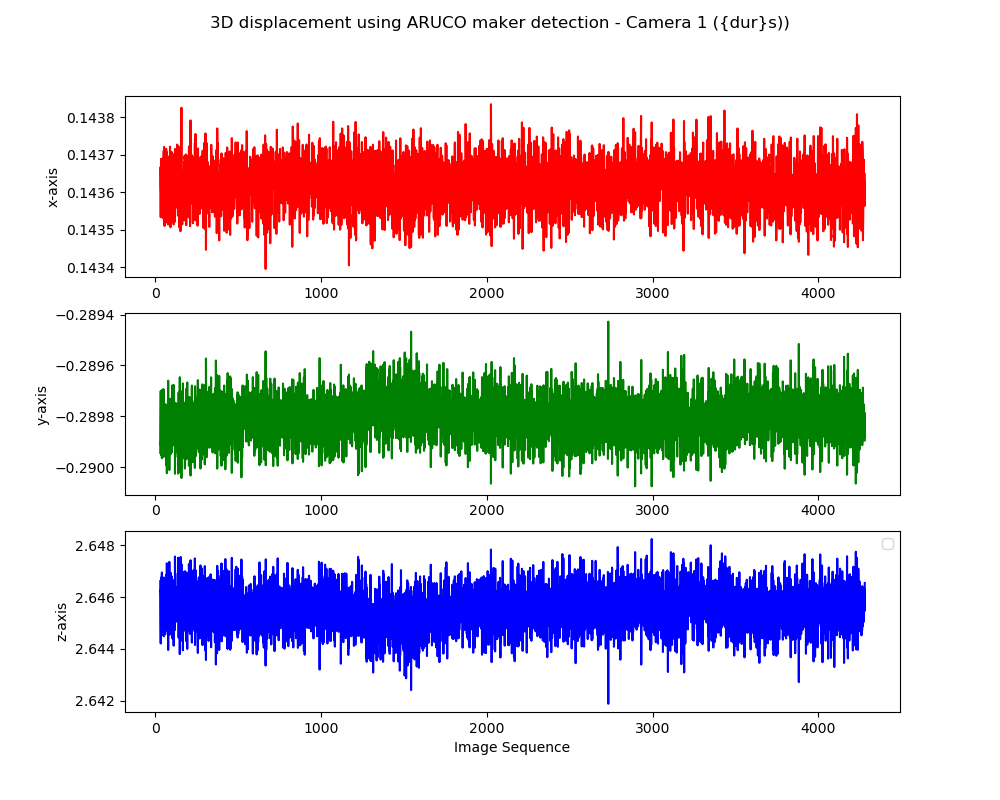 3D displacement using ARUCO maker detection - Camera 1 ({dur}s))
0.1438
0.1437
0.1436
0.1435
0.1434
x-axis
0 1000 2000 3000 4000
−0.2894
−0.2896
−0.2898
−0.2900
y-axis
0 1000 2000 3000 4000
2.648
2.646
2.644
2.642
z-axis
0 1000 2000 3000 4000
Image Sequence